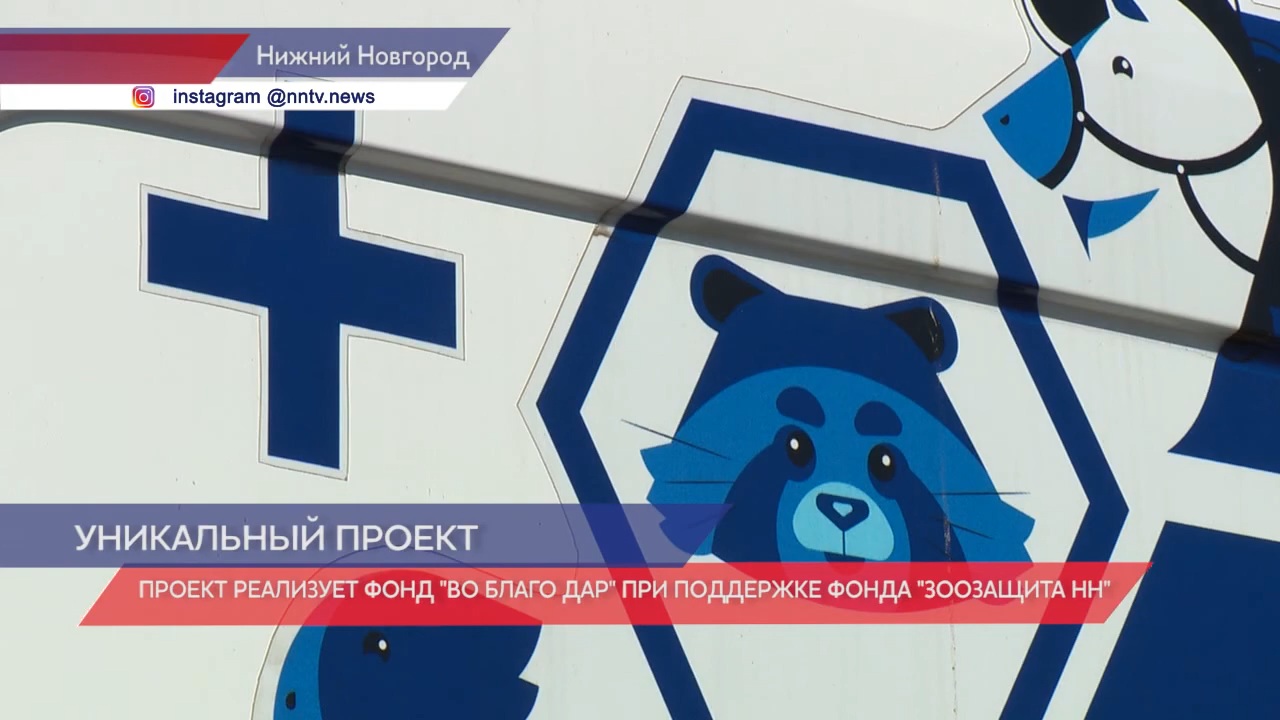 Нижний Новгород
instagram @nntv.news
УНИКАЛЬНЫЙ ПРОЕКТ
ПРОЕКТ РЕАЛИЗУЕТ ФОНД "ВО БЛАГО ДАР" ПРИ ПОДДЕРЖКЕ ФОНДА "ЗООЗАЩИТА НН"